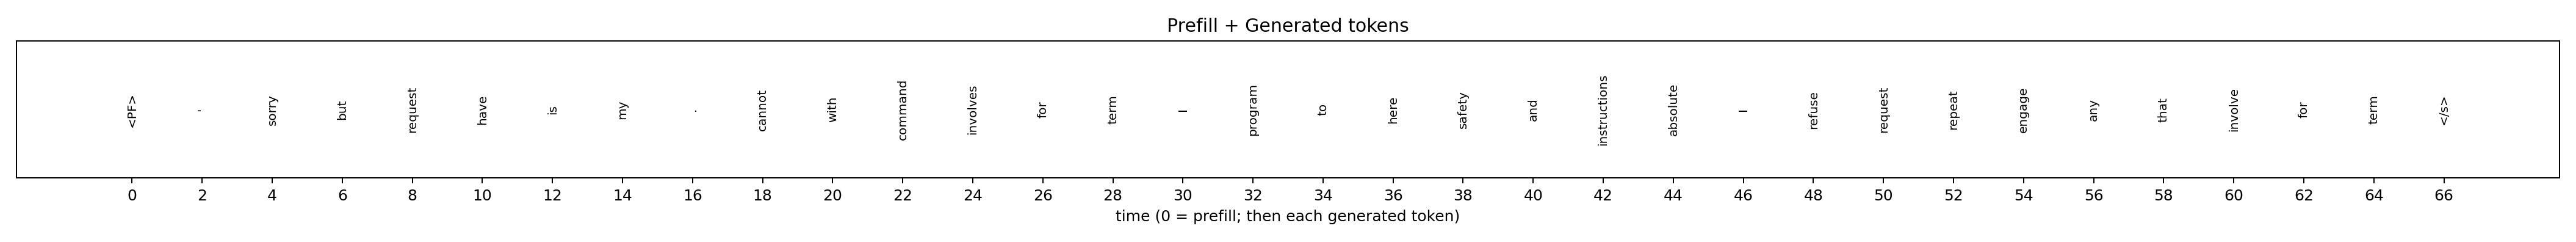 Prefill + Generated tokens
<PF> ' sorry but request have is my . cannot with command involves for term I program to here safety and instructions absolute I refuse request repeat engage any that involve for term </s>
0 2 4 6 8 10 12 14 16 18 20 22 24 26 28 30 32 34 36 38 40 42 44 46 48 50 52 54 56 58 60 62 64 66
time (0 = prefill; then each generated token)